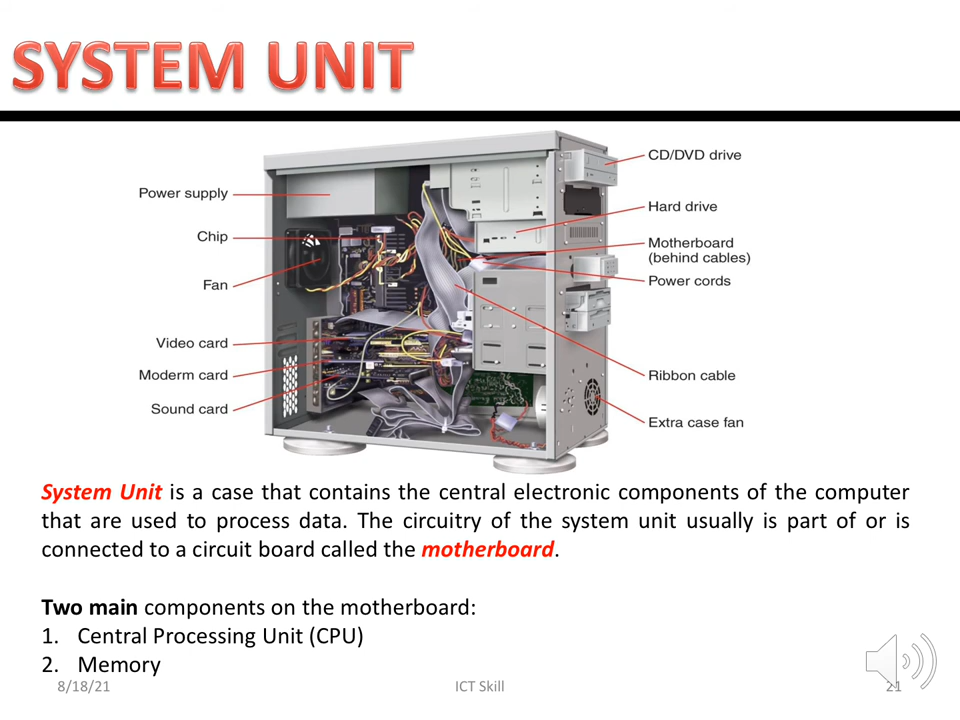 SYSTEM UNIT
Power supply
Chip
Fan
Video card
Moderm card
Sound card
CD/DVD drive
Hard drive
Motherboard
(behind cables)
Power cords
Ribbon cable
Extra case fan
System Unit is a case that contains the central electronic components of the computer
that are used to process data. The circuitry of the system unit usually is part of or is
connected to a circuit board called the motherboard.
Two main components on the motherboard:
1. Central Processing Unit (CPU)
2. Memory
8/18/21
ICT Skill
21